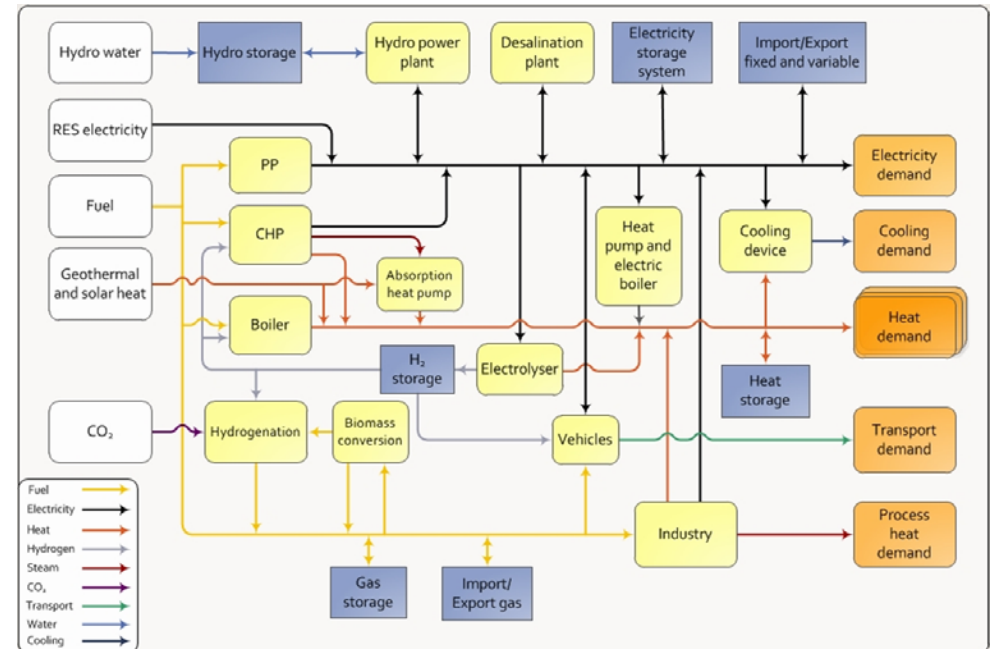 Hydro water
Hydro storage
Hydro power
plant
Desalination
plant
Electricity
storage
system
Import/Export
fixed and variable
RES electricity
PP
Electricity
demand
Fuel
CHP
Heat
pump and
electric
boiler
Cooling
device
Cooling
demand
Geothermal
and solar heat
Absorption
heat pump
Boiler
Heat
demand
H₂
storage
Electrolyser
Heat
storage
CO₂
Hydrogenation
Biomass
conversion
Vehicles
Transport
demand
Industry
Process
heat
demand
Gas
storage
Import/
Export gas
Fuel
Electricity
Heat
Hydrogen
Steam
CO₂
Transport
Water
Cooling